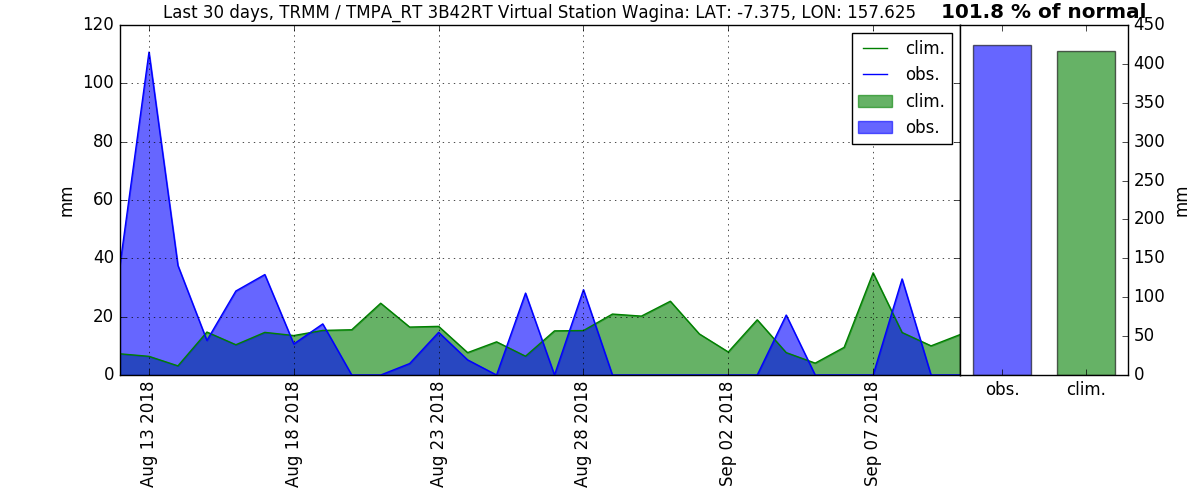 Last 30 days, TRMM / TMPA_RT 3B42RT Virtual Station Wagina: LAT: -7.375, LON: 157.625
101.8 % of normal
120
100
80
60
40
20
0
mm
clim.
obs.
clim.
obs.
450
400
350
300
250
200
150
100
50
0
mm
Aug 13 2018
Aug 18 2018
Aug 23 2018
Aug 28 2018
Sep 02 2018
Sep 07 2018
obs.
clim.